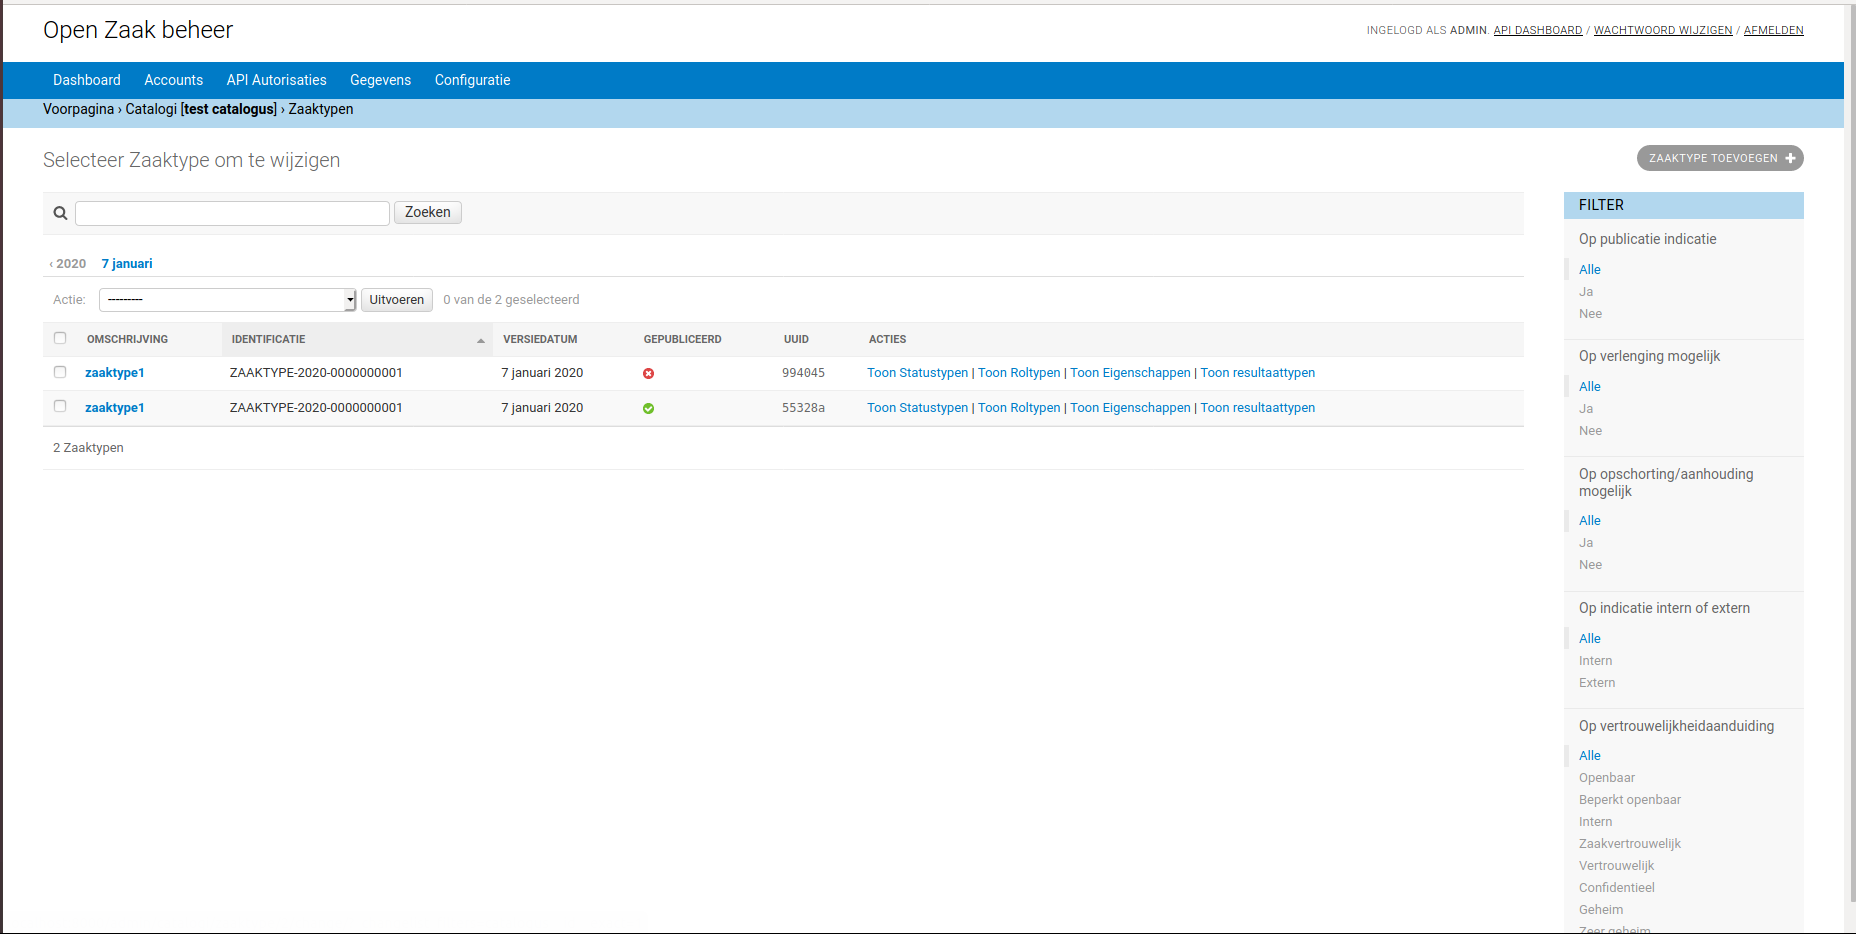 Open Zaak beheer
INGELOGD ALS ADMIN. API DASHBOARD / WACHTWOORD WIJZIGEN / AFMELDEN
Dashboard Accounts API Autorisaties Gegevens Configuratie
Voorpagina › Catalogi [test catalogus] › Zaaktypen
Selecteer Zaaktype om te wijzigen
ZAAKTYPE TOEVOEGEN
Zoeken
‹ 2020 7 januari
Actie: --------- Uitvoeren 0 van de 2 geselecteerd
OMSCHRIJVING IDENTIFICATIE VERSIEDATUM GEPUBLICEERD UUID ACTIES
zaaktype1 ZAAKTYPE-2020-0000000001 7 januari 2020 994045 Toon Statustypen | Toon Roltypen | Toon Eigenschappen | Toon resultaattypen
zaaktype1 ZAAKTYPE-2020-0000000001 7 januari 2020 55328a Toon Statustypen | Toon Roltypen | Toon Eigenschappen | Toon resultaattypen
2 Zaaktypen
FILTER
Op publicatie indicatie
Alle
Ja
Nee
Op verlenging mogelijk
Alle
Ja
Nee
Op opschorting/aanhouding
mogelijk
Alle
Ja
Nee
Op indicatie intern of extern
Alle
Intern
Extern
Op vertrouwelijkheidaanduiding
Alle
Openbaar
Beperkt openbaar
Intern
Zaakvertrouwelijk
Vertrouwelijk
Confidentieel
Geheim
Zeer geheim